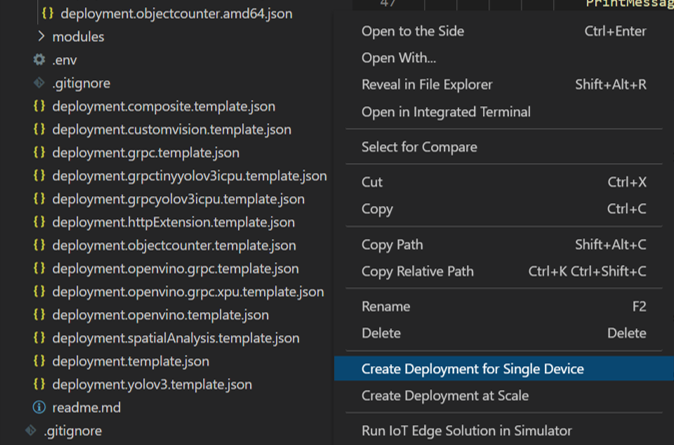 deployment.objectcounter.amd64.json
modules
.env
.gitignore
deployment.composite.template.json
deployment.customvision.template.json
deployment.grpc.template.json
deployment.grpctinyyolov3icpu.template.json
deployment.grpcyolov3icpu.template.json
deployment.httpExtension.template.json
deployment.objectcounter.template.json
deployment.openvino.grpc.template.json
deployment.openvino.grpc.xpu.template.json
deployment.openvino.template.json
deployment.spatialAnalysis.template.json
deployment.template.json
deployment.yolov3.template.json
readme.md
.gitignore
47 PrintMessag
Open to the Side Ctrl+Enter
Open With...
Reveal in File Explorer Shift+Alt+R
Open in Integrated Terminal
Select for Compare
Cut Ctrl+X
Copy Ctrl+C
Copy Path Shift+Alt+C
Copy Relative Path Ctrl+K Ctrl+Shift+C
Rename F2
Delete Delete
Create Deployment for Single Device
Create Deployment at Scale
Run IoT Edge Solution in Simulator